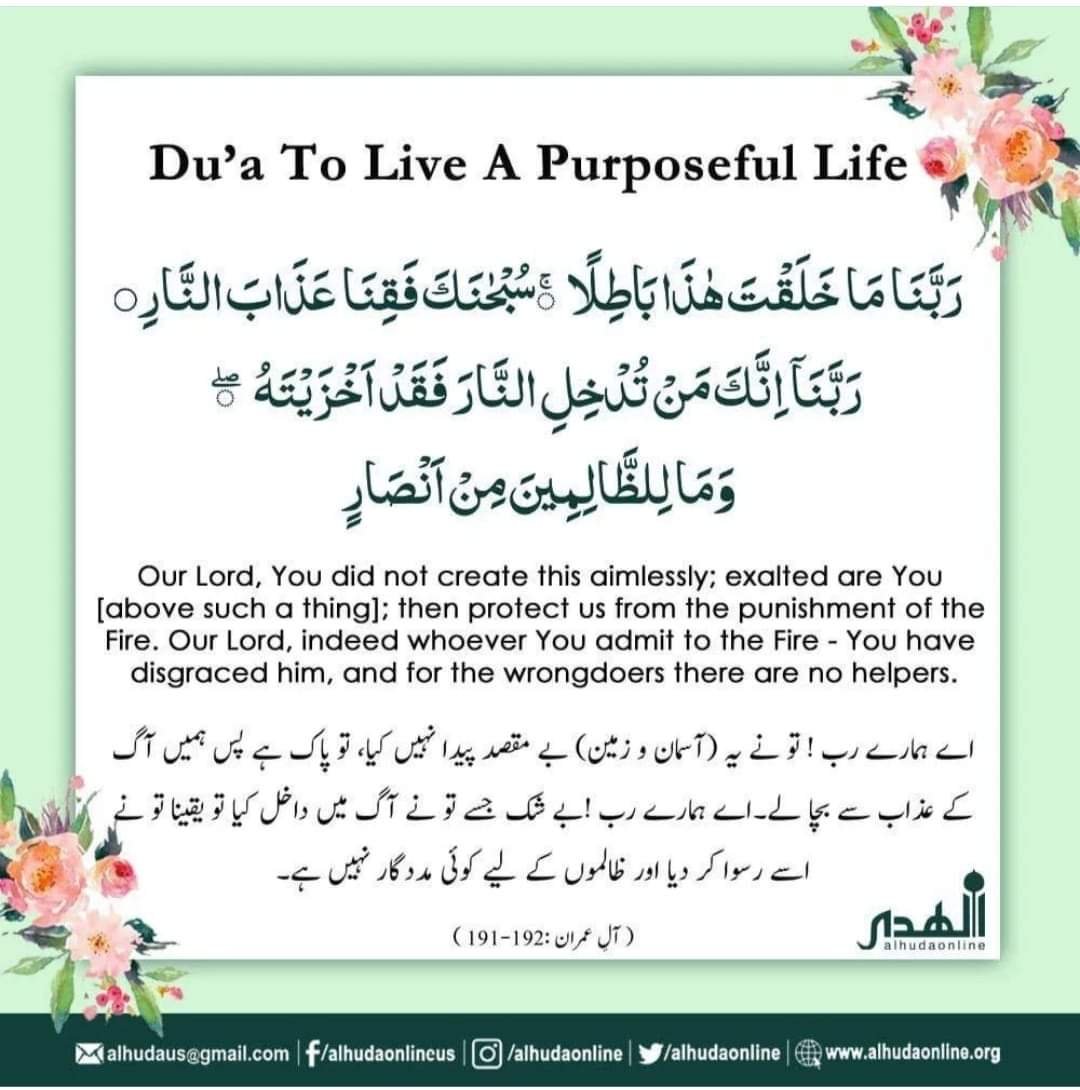 Du’a To Live A Purposeful Life
رَبَّنَا مَا خَلَقْتَ هٰذَا بَاطِلًا ۚ سُبْحٰنَكَ فَقِنَا عَذَابَ النَّارِ ○
رَبَّنَآ اِنَّكَ مَنْ تُدْخِلِ النَّارَ فَقَدْ اَخْزَيْتَهٗ ۖ
وَمَا لِلظَّالِمِينَ مِنْ اَنْصَارٍ
Our Lord, You did not create this aimlessly; exalted are You
[above such a thing]; then protect us from the punishment of the
Fire. Our Lord, indeed whoever You admit to the Fire - You have
disgraced him, and for the wrongdoers there are no helpers.
اے ہمارے رب ! تو نے یہ (آسمان و زمین) بے مقصد پیدا نہیں کیا، تو پاک ہے پس ہمیں آگ
کے عذاب سے بچا لے۔اے ہمارے رب !بے شک جسے تو نے آگ میں داخل کیا تو یقینا تو نے
اسے رسوا کر دیا اور ظالموں کے لیے کوئی مددگار نہیں ہے۔
( آلِ عمران :192-191 )
الهدى
alhudaonline
alhudaus@gmail.com | /alhudaonlineus | /alhudaonline | /alhudaonline | www.alhudaonline.org